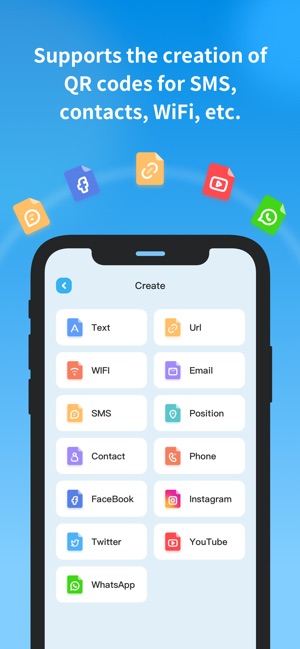 Supports the creation of
QR codes for SMS,
contacts, WiFi, etc.
Create
Text
Url
WIFI
Email
SMS
Position
Contact
Phone
FaceBook
Instagram
Twitter
YouTube
WhatsApp